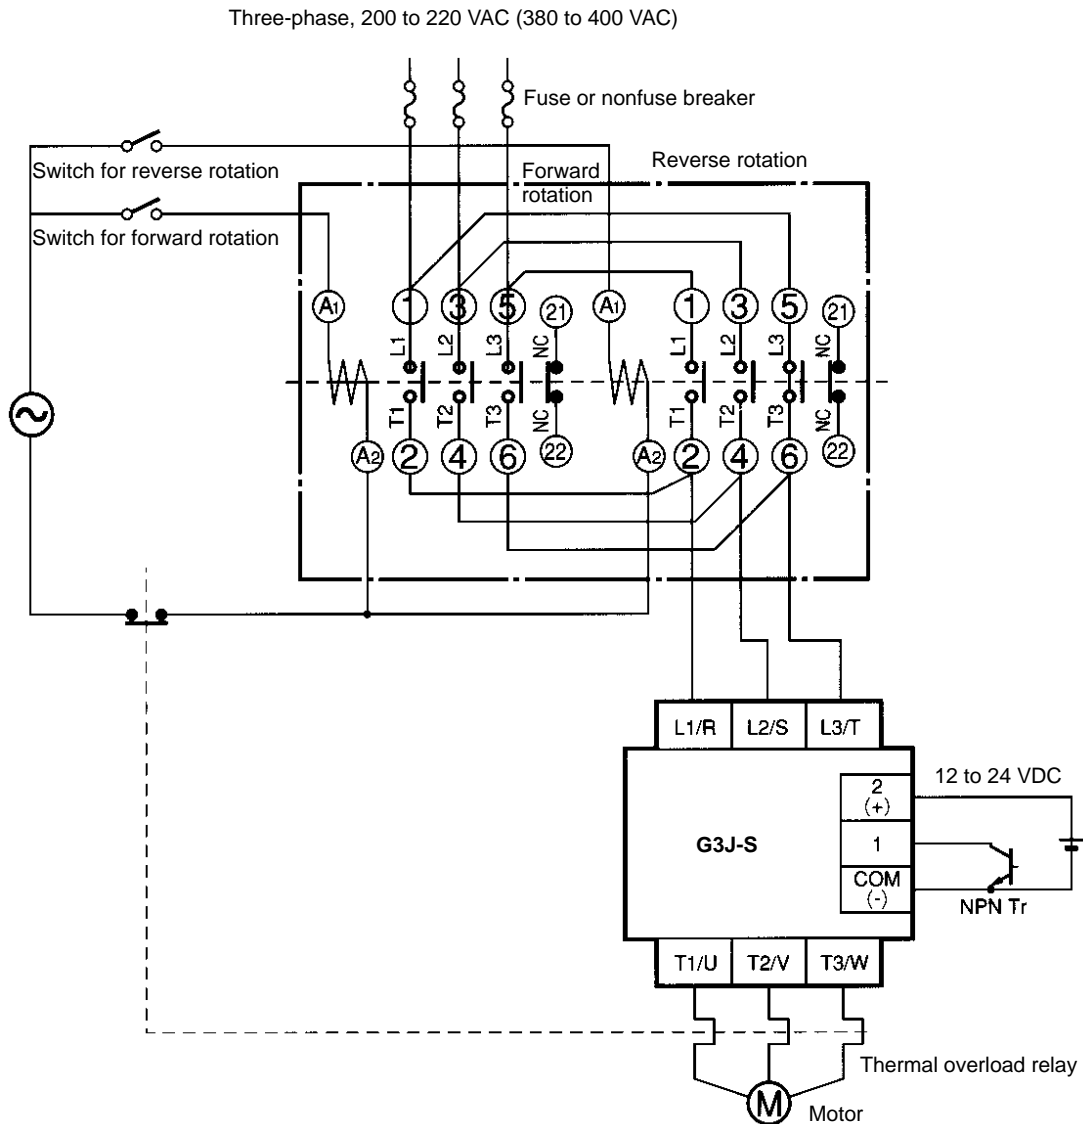 Three-phase, 200 to 220 VAC (380 to 400 VAC)
Fuse or nonfuse breaker
Switch for reverse rotation
Forward
rotation
Reverse rotation
Switch for forward rotation
A1 1 3 5 21 A1 1 3 5 21
L1 L2 L3 NC L1 L2 L3 NC
T1 T2 T3 NC T1 T2 T3 NC
A2 2 4 6 22 A2 2 4 6 22
L1/R L2/S L3/T
12 to 24 VDC
2
(+)
G3J-S
1
COM
(-)
NPN Tr
T1/U T2/V T3/W
Thermal overload relay
M
Motor